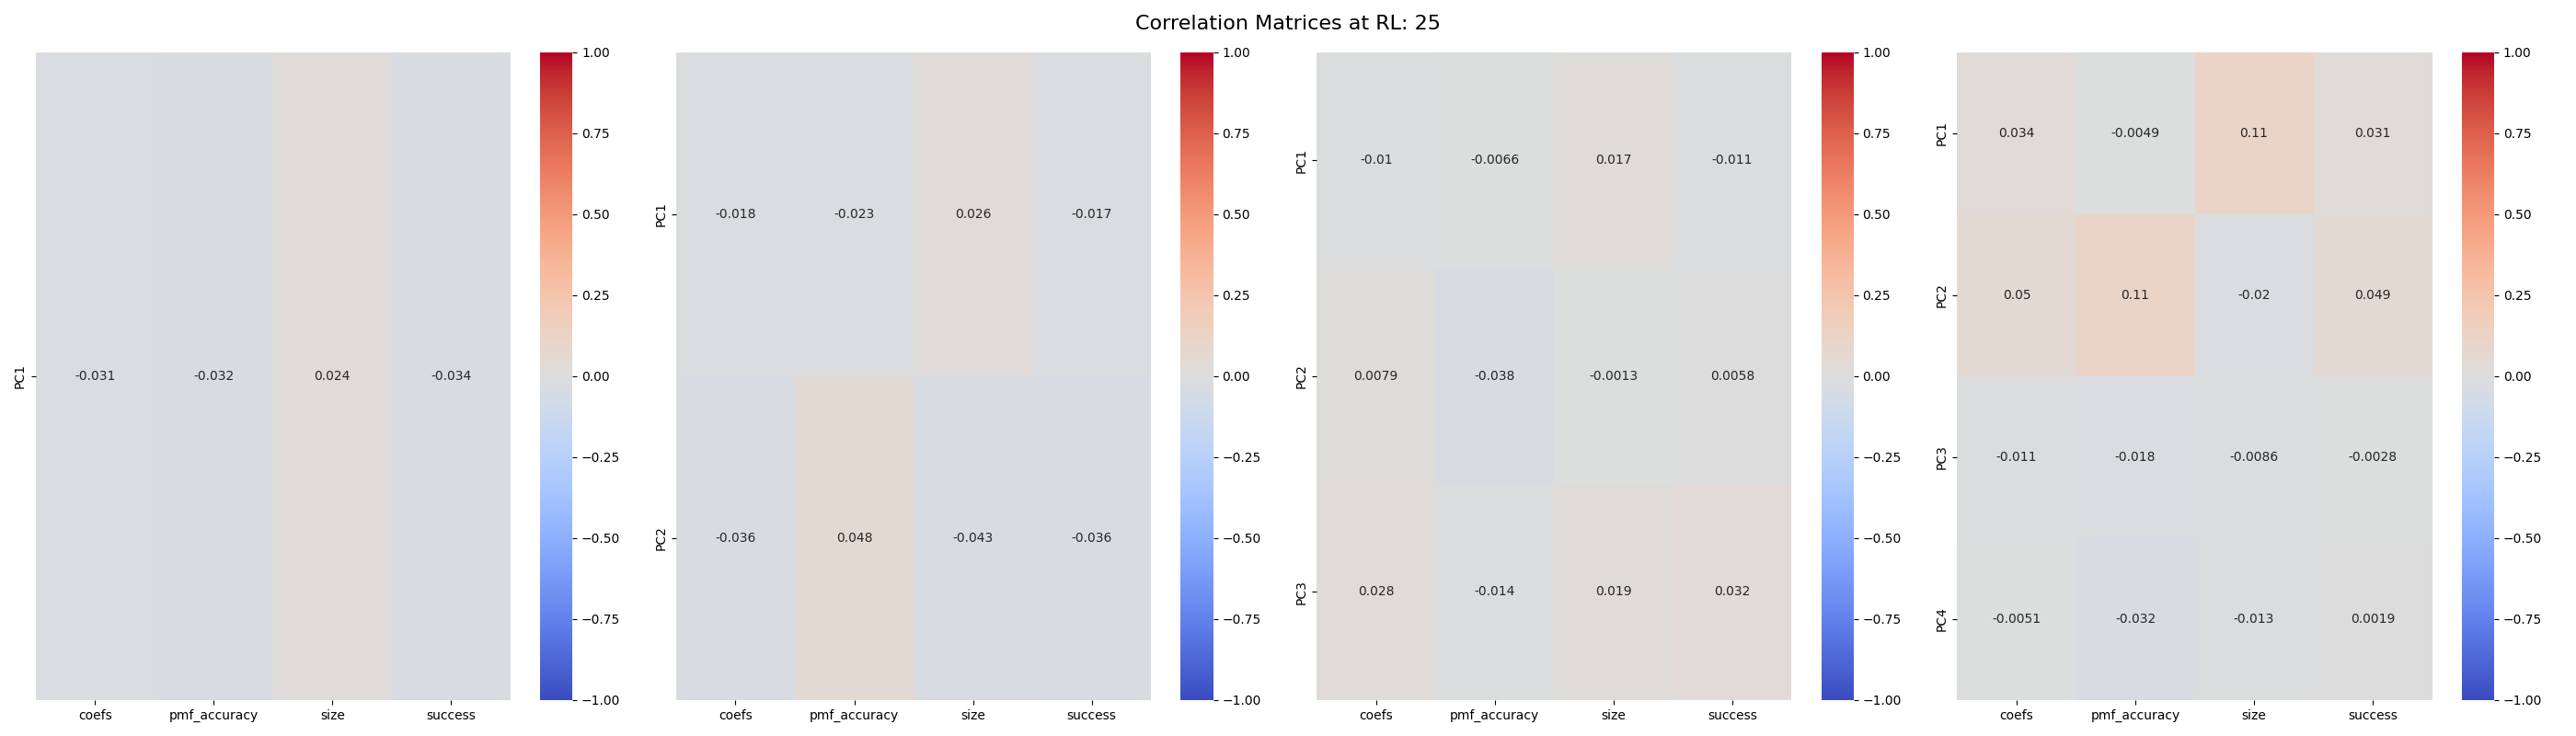 Correlation Matrices at RL: 25
PC1
-0.031 -0.032 0.024 -0.034
coefs pmf_accuracy size success
1.00
0.75
0.50
0.25
0.00
−0.25
−0.50
−0.75
−1.00
PC1
-0.018 -0.023 0.026 -0.017
PC2
-0.036 0.048 -0.043 -0.036
coefs pmf_accuracy size success
1.00
0.75
0.50
0.25
0.00
−0.25
−0.50
−0.75
−1.00
PC1
-0.01 -0.0066 0.017 -0.011
PC2
0.0079 -0.038 -0.0013 0.0058
PC3
0.028 -0.014 0.019 0.032
coefs pmf_accuracy size success
1.00
0.75
0.50
0.25
0.00
−0.25
−0.50
−0.75
−1.00
PC1
0.034 -0.0049 0.11 0.031
PC2
0.05 0.11 -0.02 0.049
PC3
-0.011 -0.018 -0.0086 -0.0028
PC4
-0.0051 -0.032 -0.013 0.0019
coefs pmf_accuracy size success
1.00
0.75
0.50
0.25
0.00
−0.25
−0.50
−0.75
−1.00